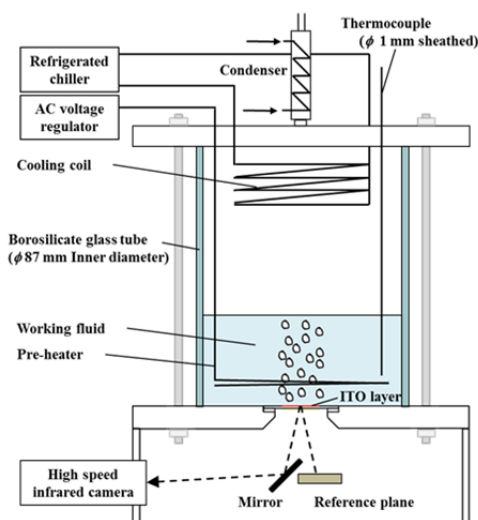 Thermocouple
(ϕ 1 mm sheathed)
Refrigerated
chiller
Condenser
AC voltage
regulator
Cooling coil
Borosilicate glass tube
(ϕ87 mm Inner diameter)
Working fluid
Pre-heater
ITO layer
High speed
infrared camera
Mirror
Reference plane